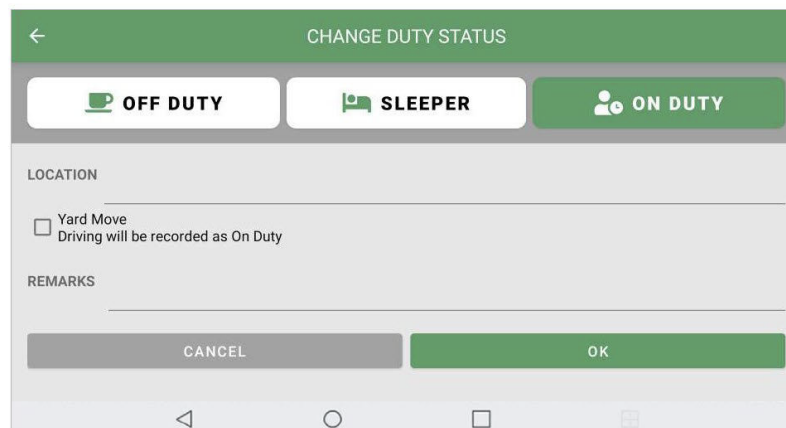 CHANGE DUTY STATUS
OFF DUTY
SLEEPER
ON DUTY
LOCATION
Yard Move
Driving will be recorded as On Duty
REMARKS
CANCEL
OK